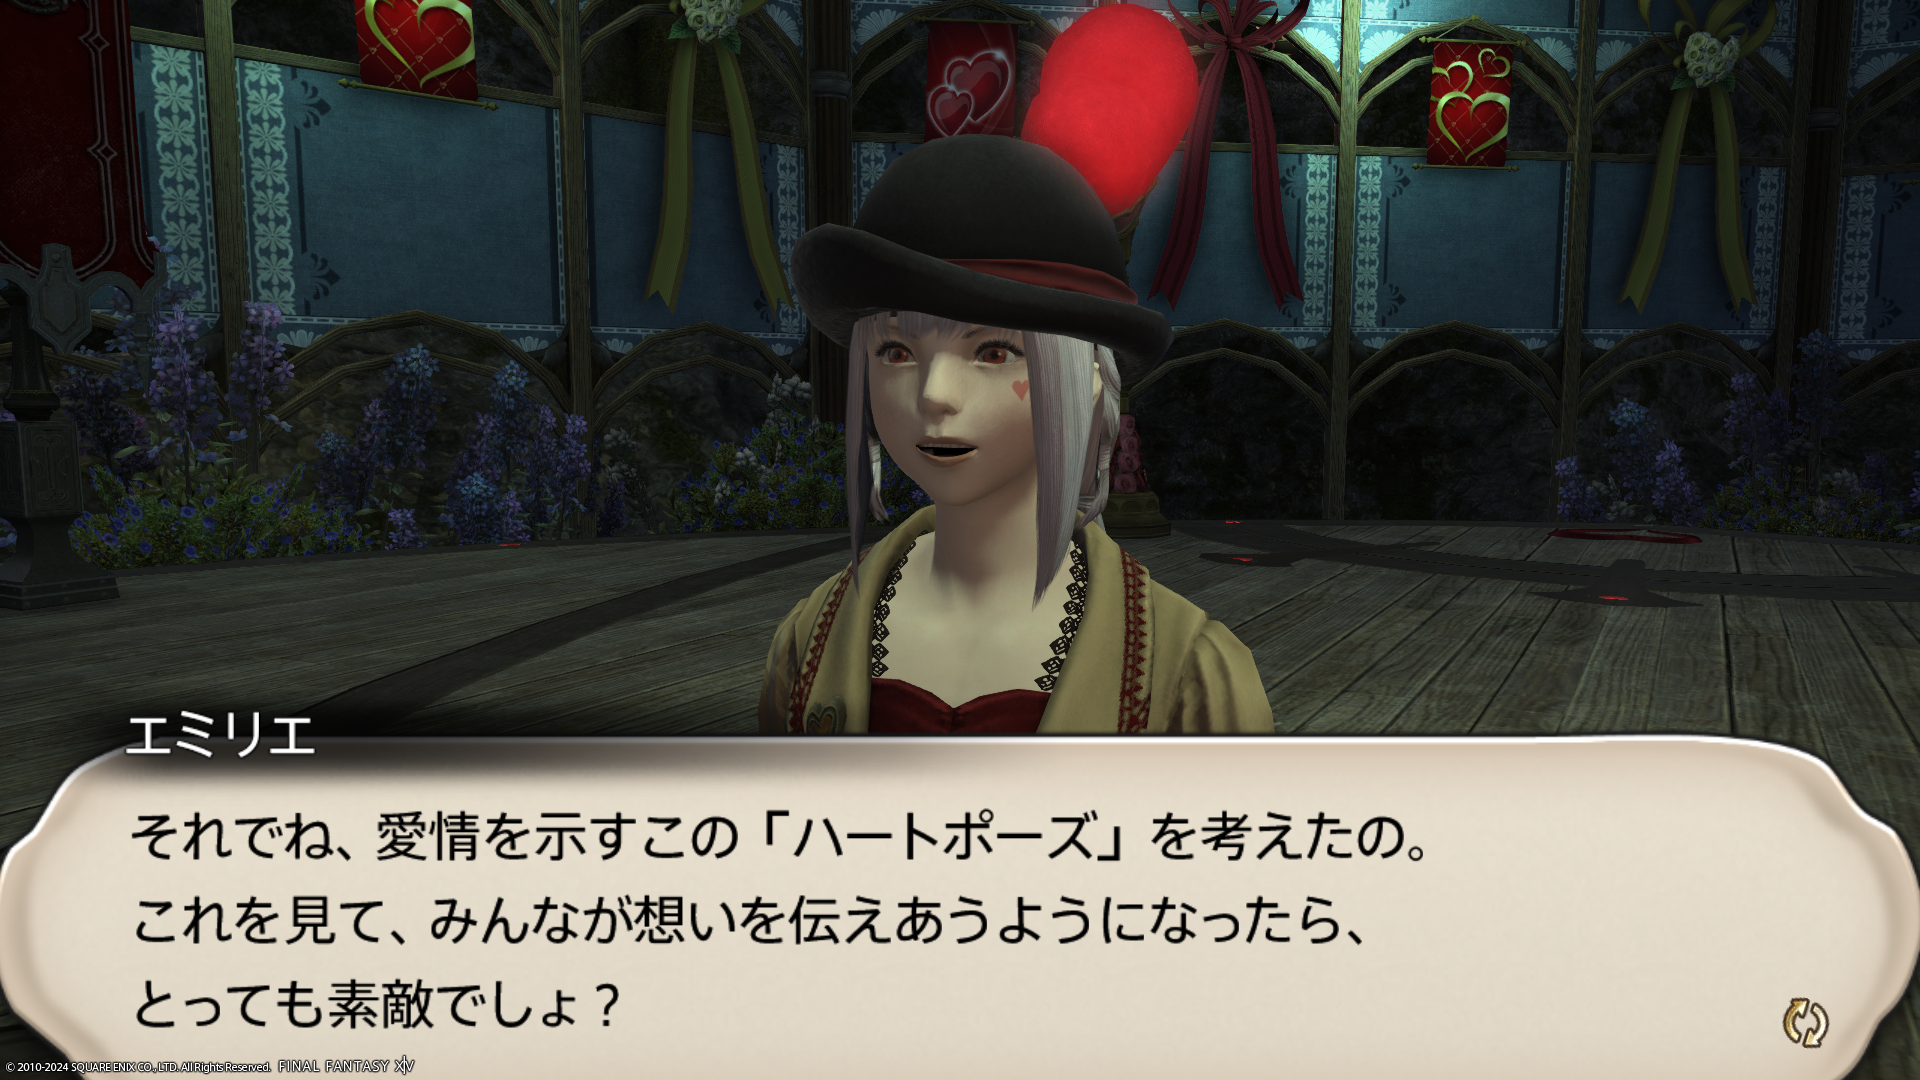 エミリエ
それでね、愛情を示すこの「ハートポーズ」を考えたの。
これを見て、みんなが想いを伝えあうようになったら、
とっても素敵でしょ？
© 2010-2024 SQUARE ENIX CO., LTD. All Rights Reserved. FINAL FANTASY XIV